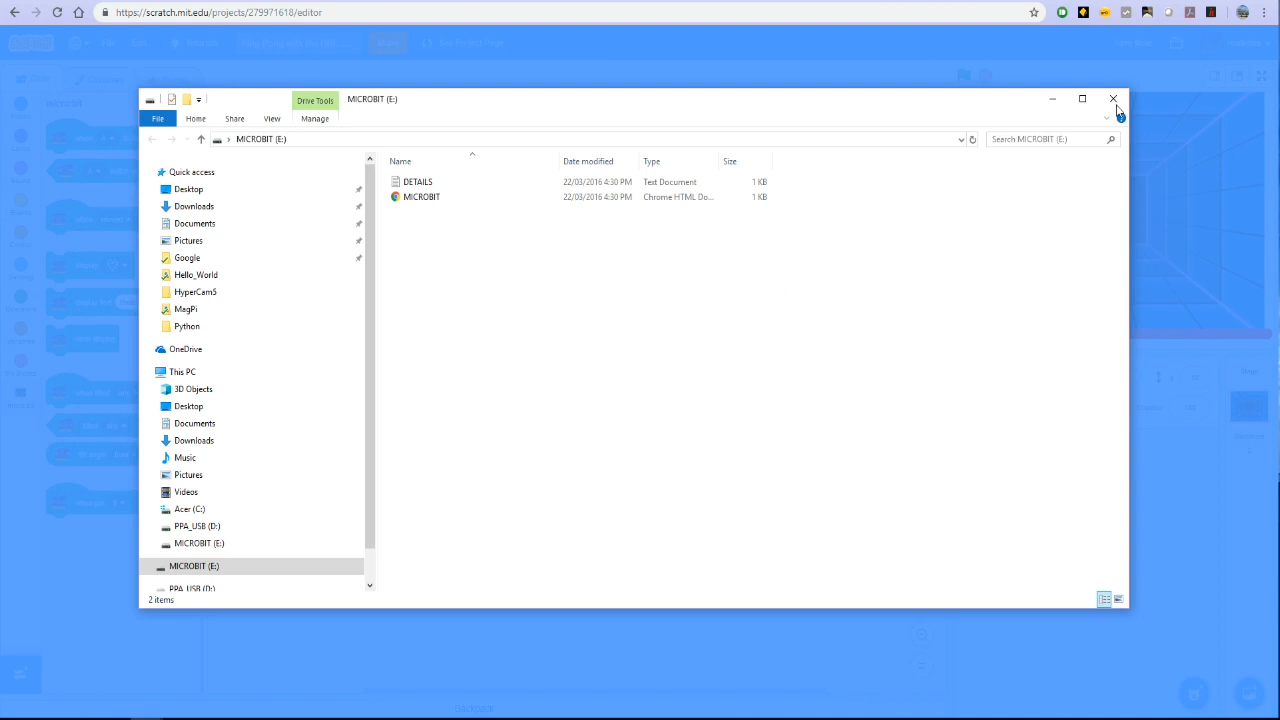 https://scratch.mit.edu/projects/279971618/editor
Drive Tools
MICROBIT (E:)
File
Home
Share
View
Manage
MICROBIT (E:)
Search MICROBIT (E:)
Name
Date modified
Type
Size
Quick access
Desktop
Downloads
Documents
Pictures
Google
Hello_World
HyperCam5
MagPi
Python
OneDrive
This PC
3D Objects
Desktop
Documents
Downloads
Music
Pictures
Videos
Acer (C:)
PPA_USB (D:)
MICROBIT (E:)
MICROBIT (E:)
PPA_USB (D:)
DETAILS
22/03/2016 4:30 PM
Text Document
1 KB
MICROBIT
22/03/2016 4:30 PM
Chrome HTML Do...
1 KB
2 items
Backpack